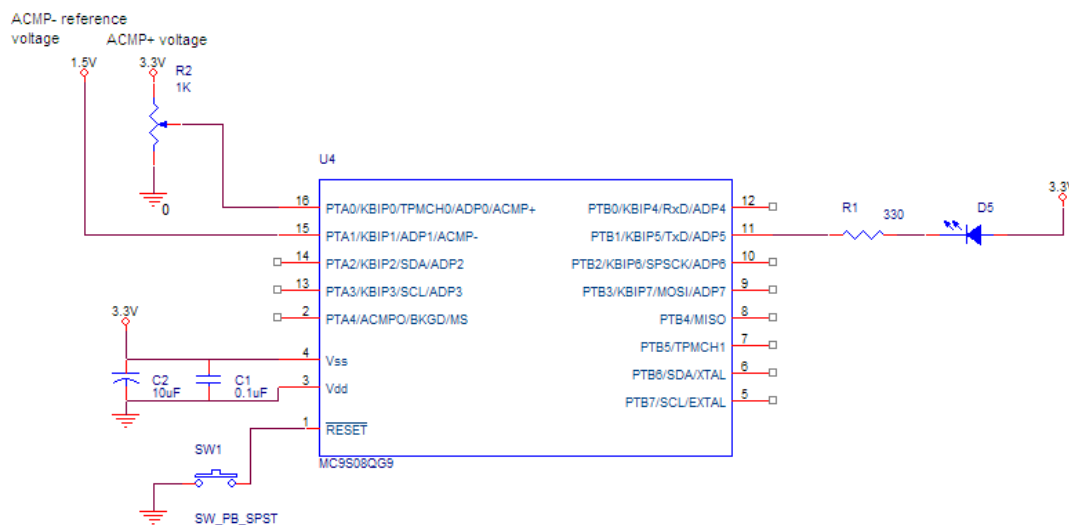 ACMP- reference
voltage
ACMP+ voltage
1.5V
3.3V
R2
1K
0
U4
16
PTA0/KBIP0/TPMCH0/ADP0/ACMP+
15
PTA1/KBIP1/ADP1/ACMP-
14
PTA2/KBIP2/SDA/ADP2
13
PTA3/KBIP3/SCL/ADP3
2
PTA4/ACMPO/BKGD/MS
4
Vss
3
Vdd
1
RESET
MC9S08QG9
PTB0/KBIP4/RxD/ADP4
12
PTB1/KBIP5/TxD/ADP5
11
PTB2/KBIP6/SPSCK/ADP6
10
PTB3/KBIP7/MOSI/ADP7
9
PTB4/MISO
8
PTB5/TPMCH1
7
PTB6/SDA/XTAL
6
PTB7/SCL/EXTAL
5
R1
330
D5
3.3V
3.3V
C2
10uF
C1
0.1uF
SW1
SW_PB_SPST